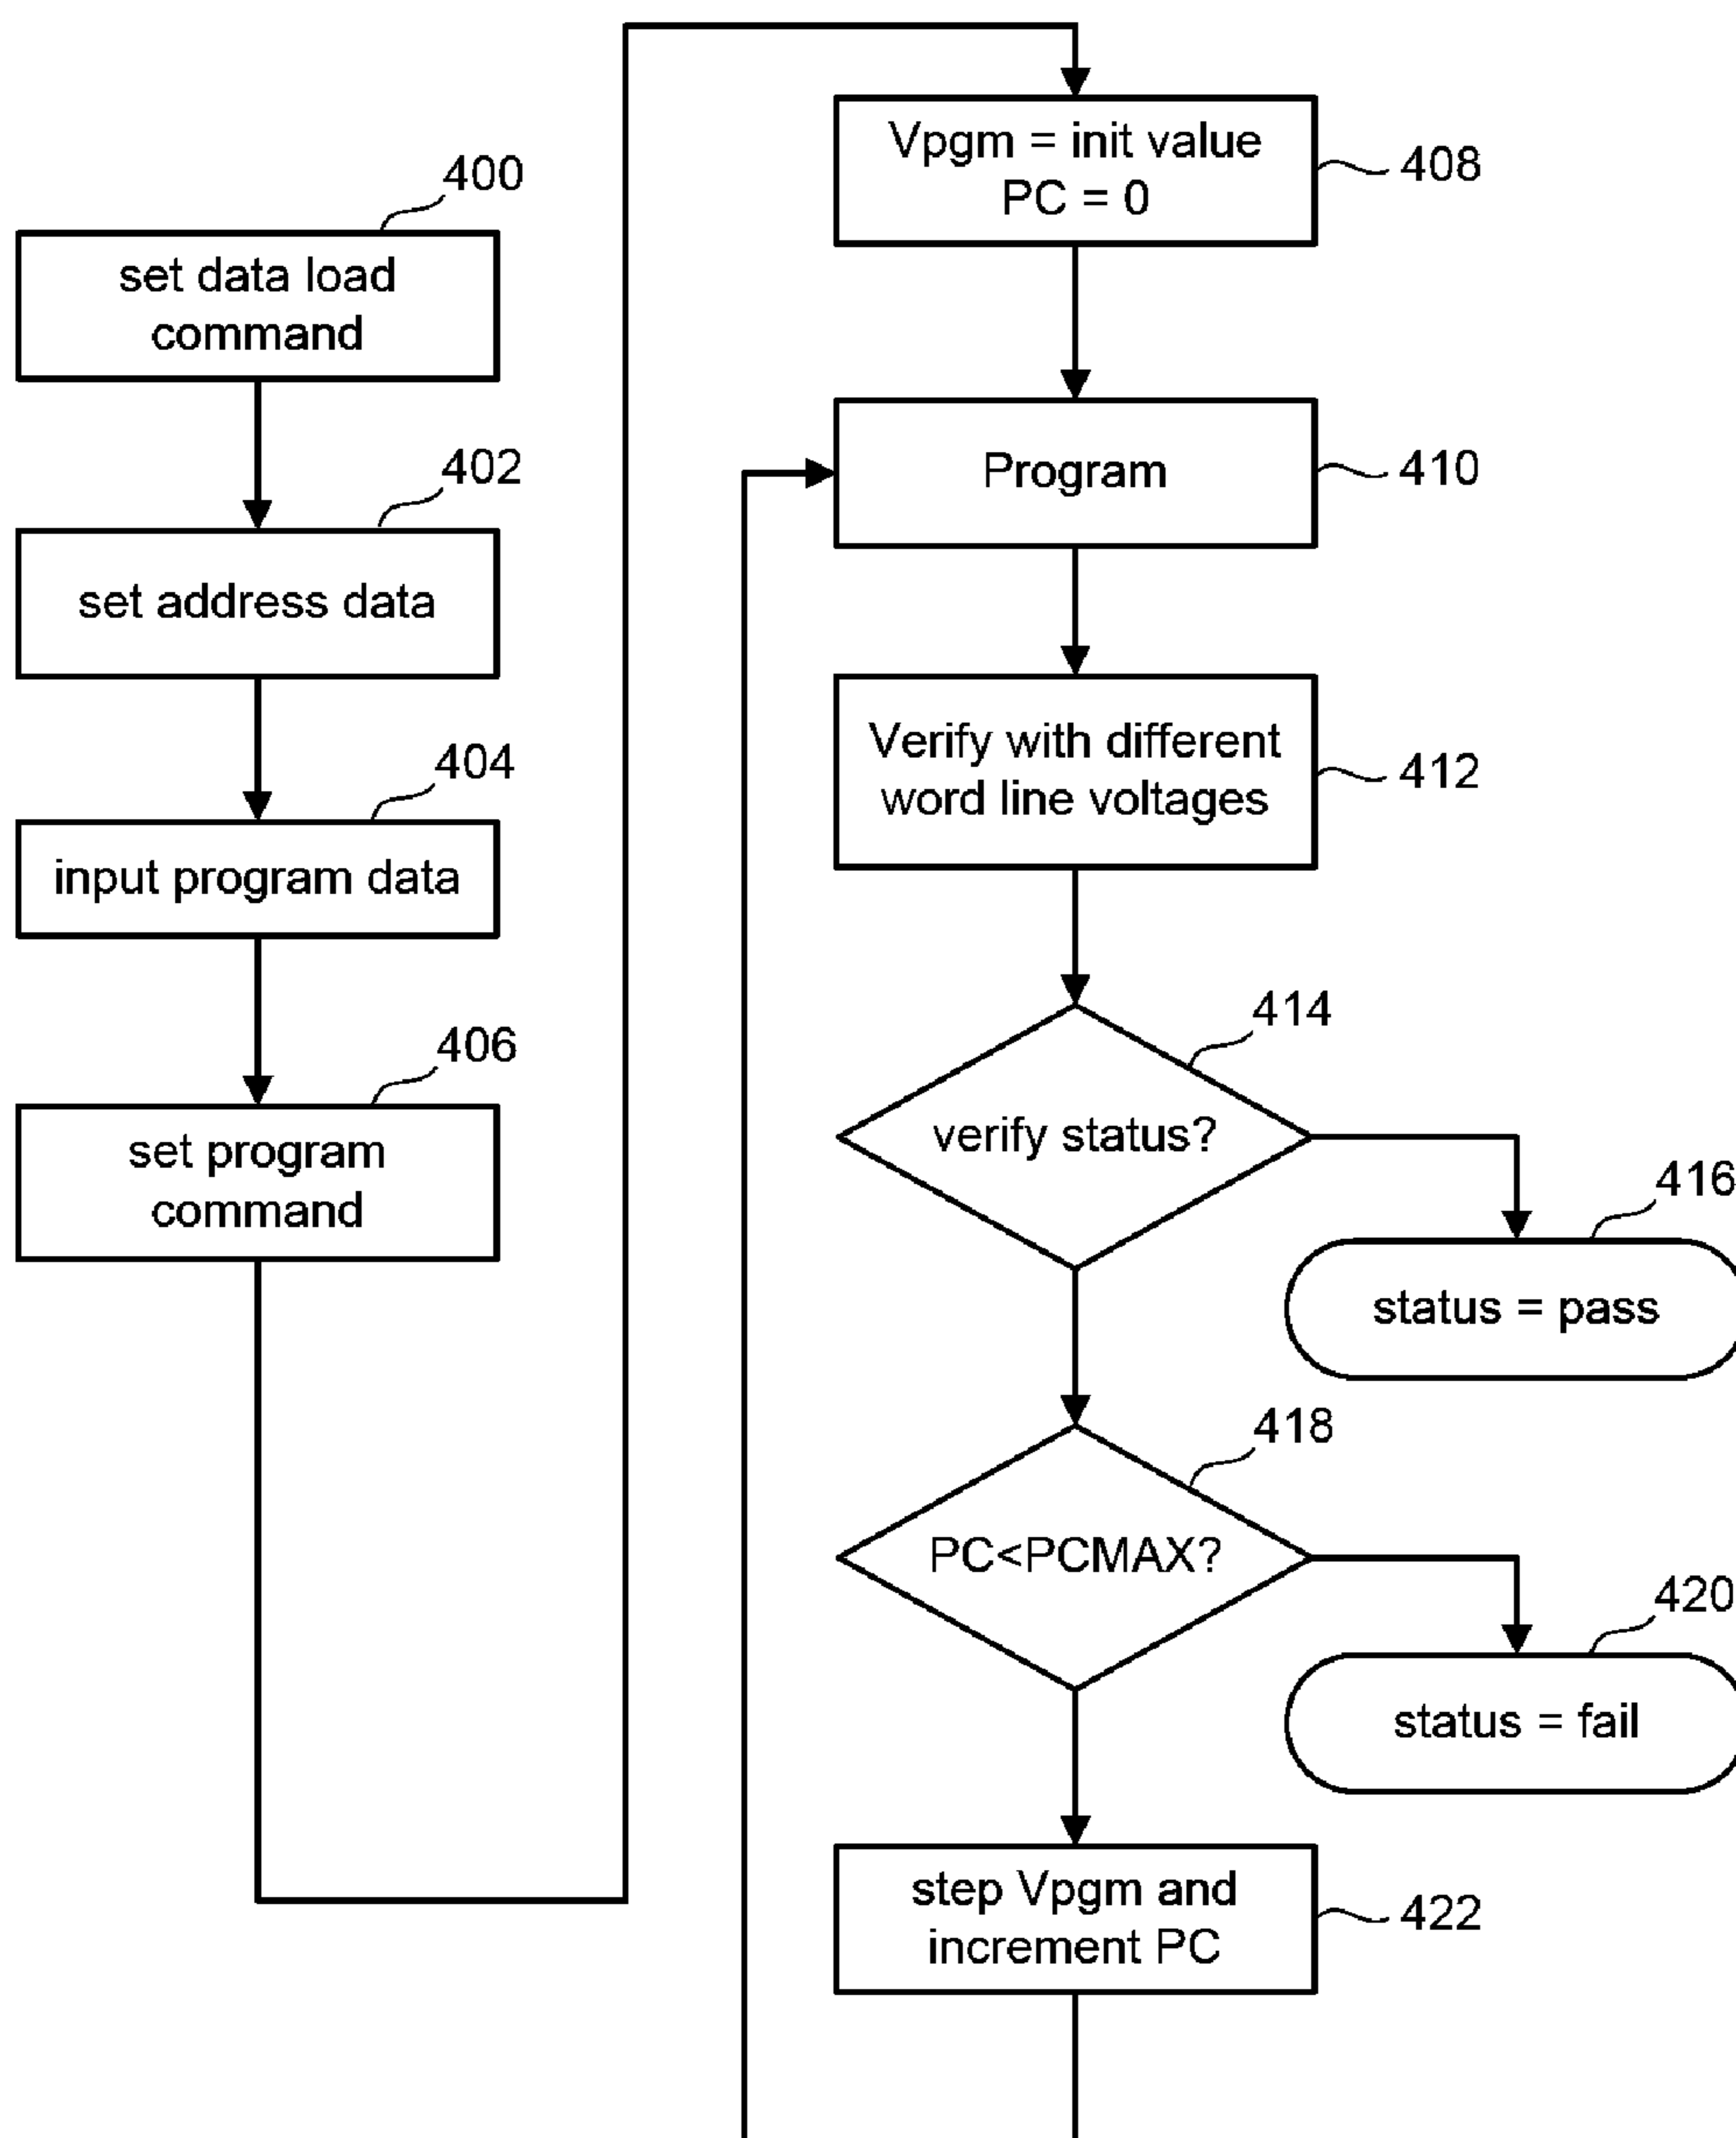 400
set data load
command
402
set address data
404
input program data
406
set program
command
Vpgm = init value
PC = 0
408
Program
410
Verify with different
word line voltages
412
414
verify status?
416
status = pass
418
PC<PCMAX?
420
status = fail
step Vpgm and
increment PC
422